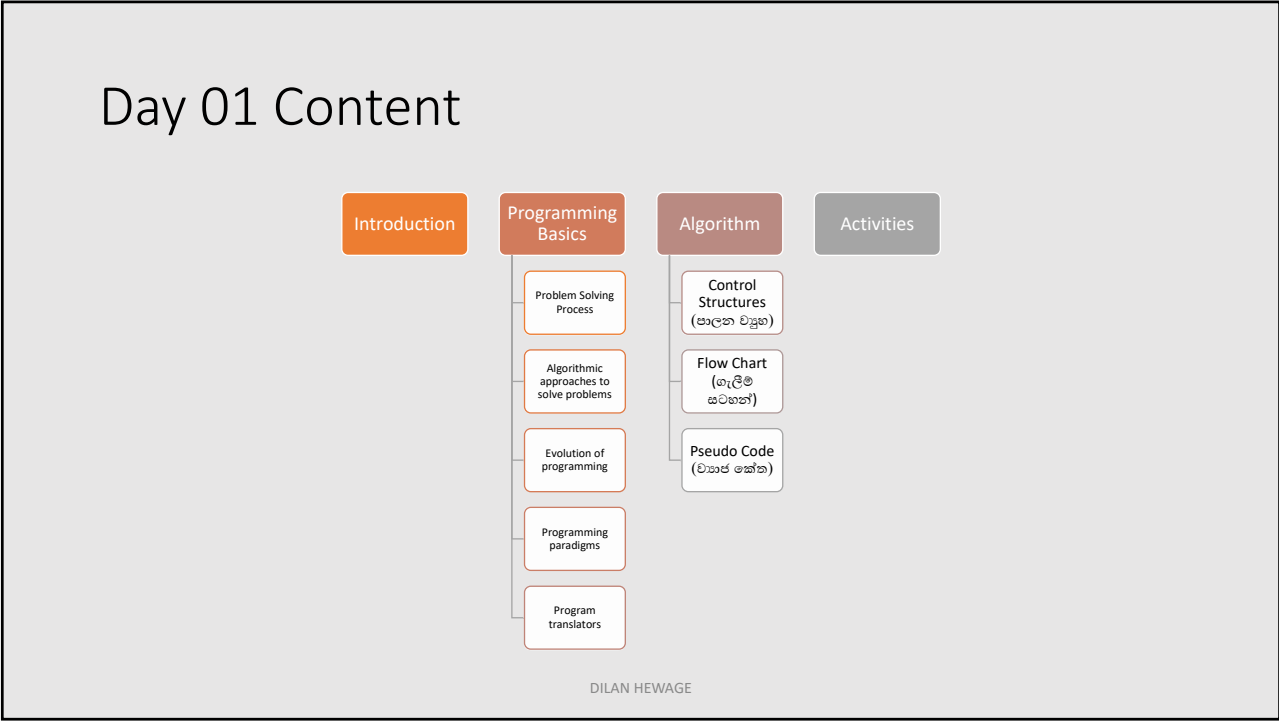 Day 01 Content
Introduction
Programming
Basics
Problem Solving
Process
Algorithmic
approaches to
solve problems
Evolution of
programming
Programming
paradigms
Program
translators
Algorithm
Control
Structures
(පාලන ව්‍යුහ)
Flow Chart
(ගැලීම්
සටහන්)
Pseudo Code
(ව්‍යාජ කේත)
Activities
DILAN HEWAGE